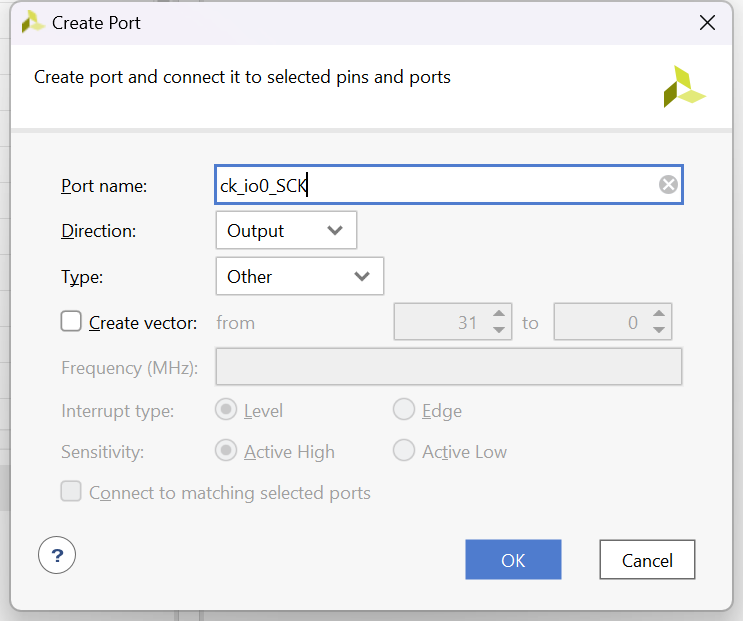 Create Port
Create port and connect it to selected pins and ports
Port name: ck_io0_SCK
Direction: Output
Type: Other
Create vector: from 31 to 0
Frequency (MHz):
Interrupt type: Level Edge
Sensitivity: Active High Active Low
Connect to matching selected ports
? OK Cancel